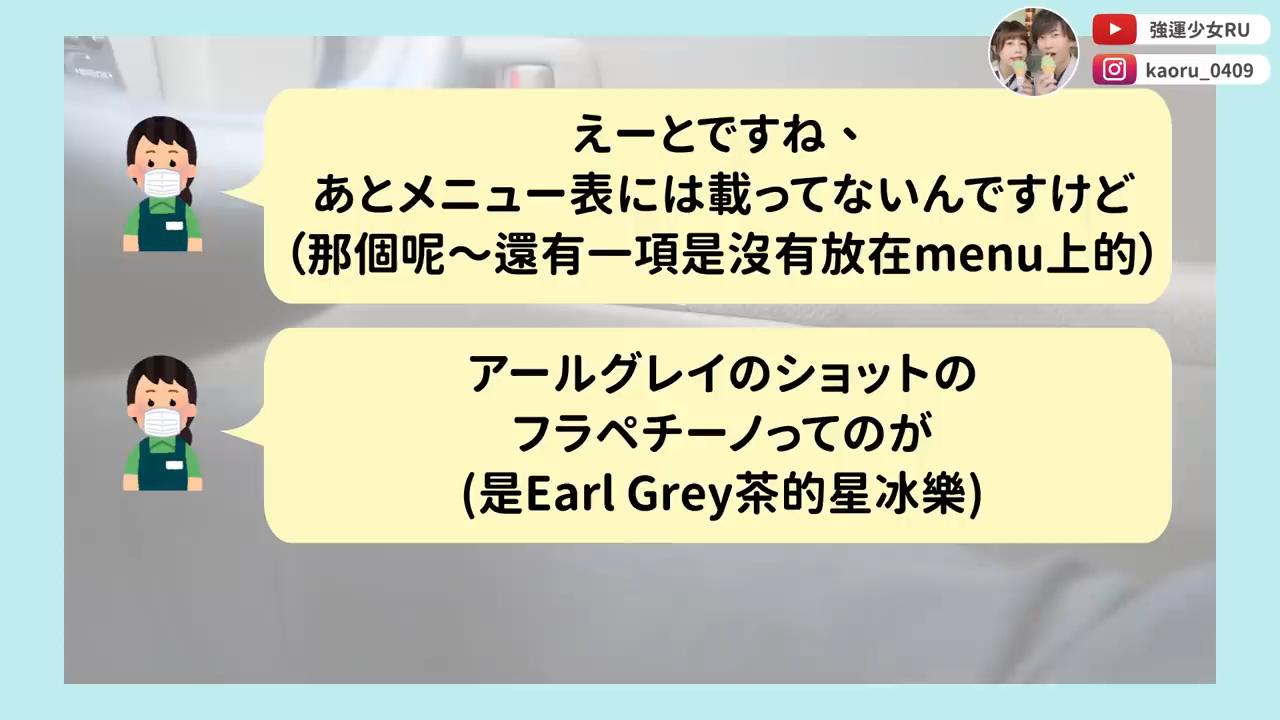 強運少女RU
kaoru_0409
えーとですね、
あとメニュー表には載ってないんですけど
(那個呢～還有一項是沒有放在menu上的)
アールグレイのショットの
フラペチーノってのが
(是Earl Grey茶的星冰樂)